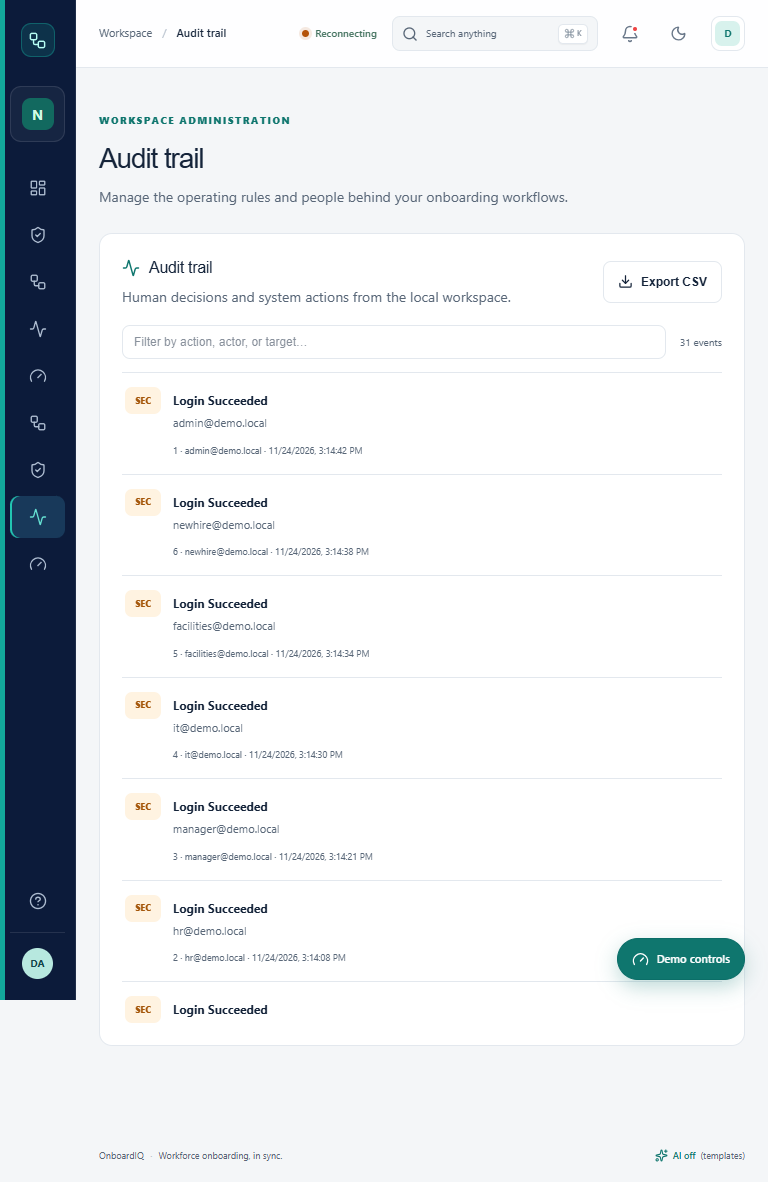 Workspace / Audit trail
Reconnecting
Search anything
⌘ K
D
N
WORKSPACE ADMINISTRATION
Audit trail
Manage the operating rules and people behind your onboarding workflows.
Audit trail
Human decisions and system actions from the local workspace.
Export CSV
Filter by action, actor, or target...
31 events
SEC
Login Succeeded
admin@demo.local
1 · admin@demo.local · 11/24/2026, 3:14:42 PM
SEC
Login Succeeded
newhire@demo.local
6 · newhire@demo.local · 11/24/2026, 3:14:38 PM
SEC
Login Succeeded
facilities@demo.local
5 · facilities@demo.local · 11/24/2026, 3:14:34 PM
SEC
Login Succeeded
it@demo.local
4 · it@demo.local · 11/24/2026, 3:14:30 PM
SEC
Login Succeeded
manager@demo.local
3 · manager@demo.local · 11/24/2026, 3:14:21 PM
SEC
Login Succeeded
hr@demo.local
2 · hr@demo.local · 11/24/2026, 3:14:08 PM
SEC
Login Succeeded
Demo controls
DA
OnboardIQ · Workforce onboarding, in sync.
AI off (templates)